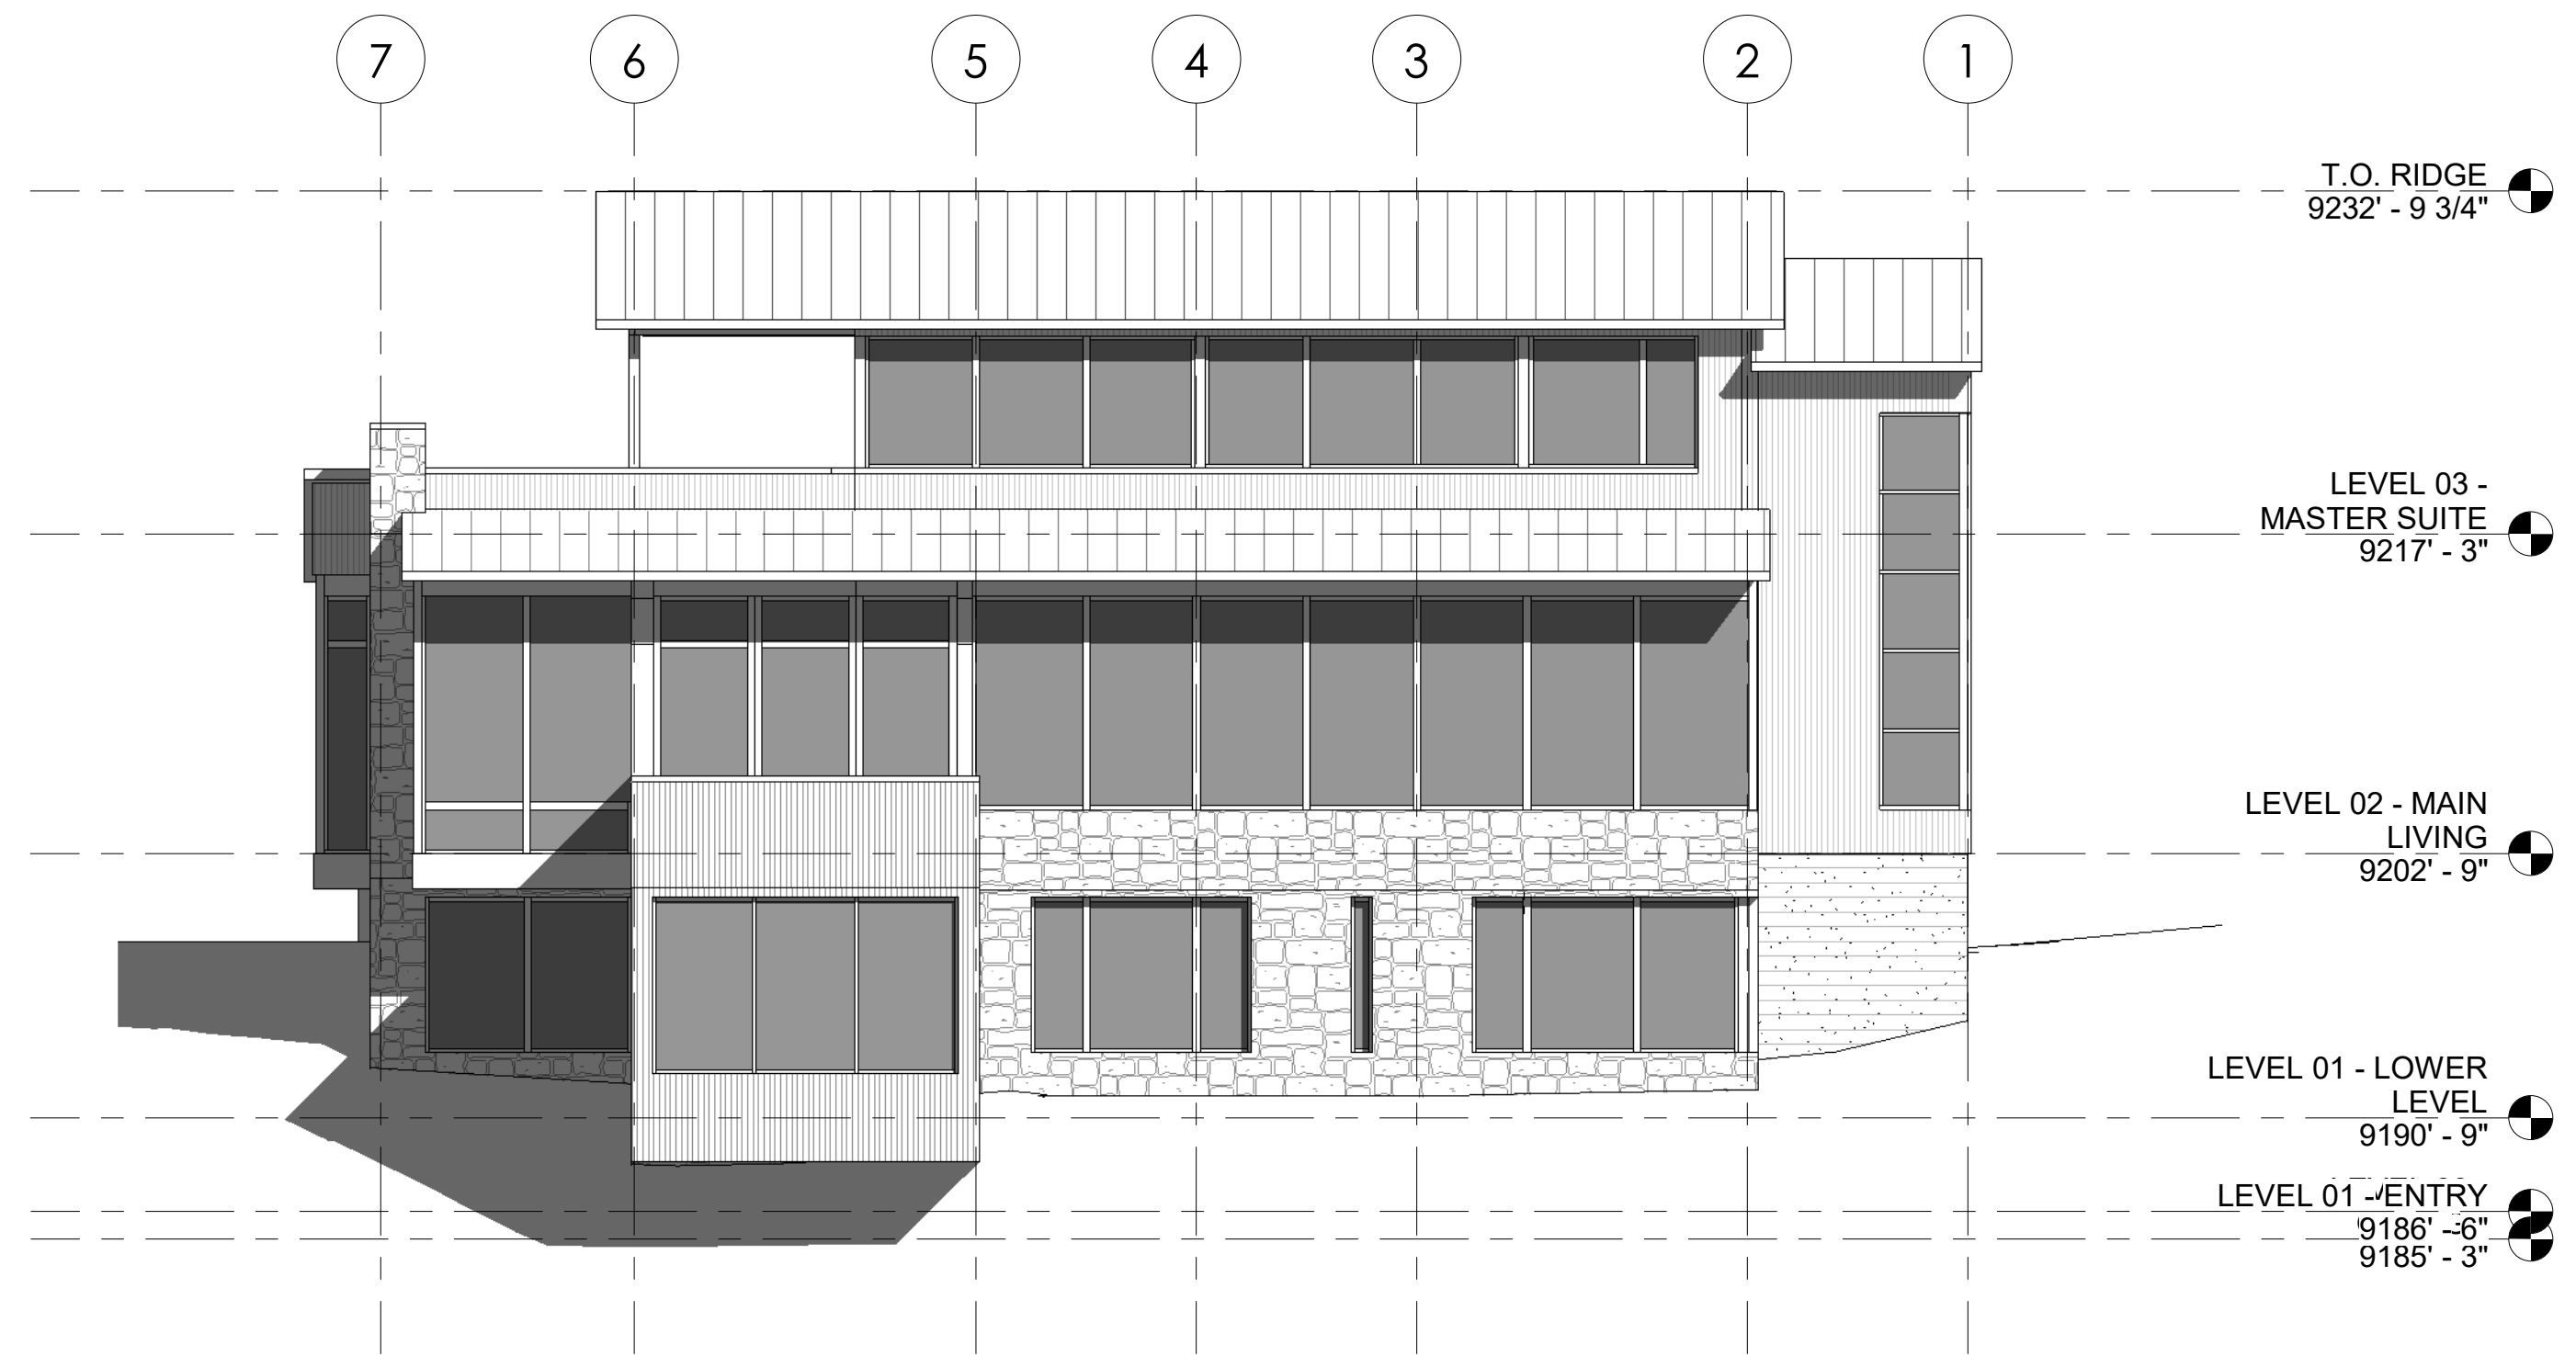 7 6 5 4 3 2 1
T.O. RIDGE
9232' - 9 3/4"
LEVEL 03 -
MASTER SUITE
9217' - 3"
LEVEL 02 - MAIN
LIVING
9202' - 9"
LEVEL 01 - LOWER
LEVEL
9190' - 9"
LEVEL 01 - ENTRY
9186' - 6"
9185' - 3"